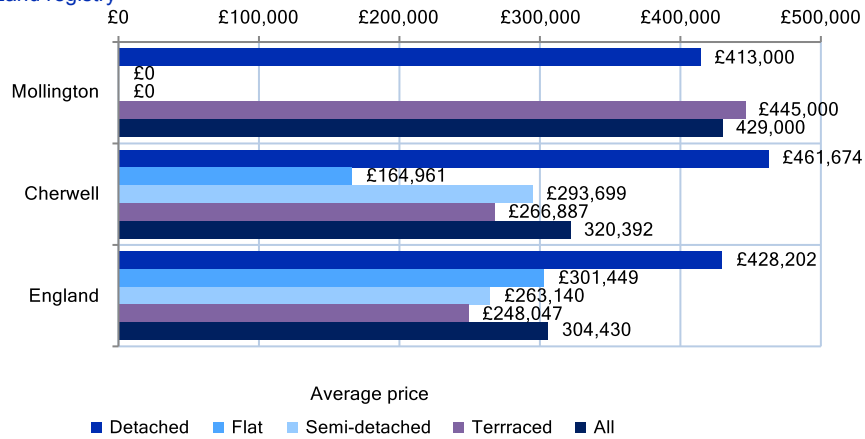 £0 £100,000 £200,000 £300,000 £400,000 £500,000
Mollington
£413,000
£0
£0
£445,000
429,000
Cherwell
£461,674
£164,961
£293,699
£266,887
320,392
England
£428,202
£301,449
£263,140
£248,047
304,430
Average price
Detached Flat Semi-detached Terrraced All